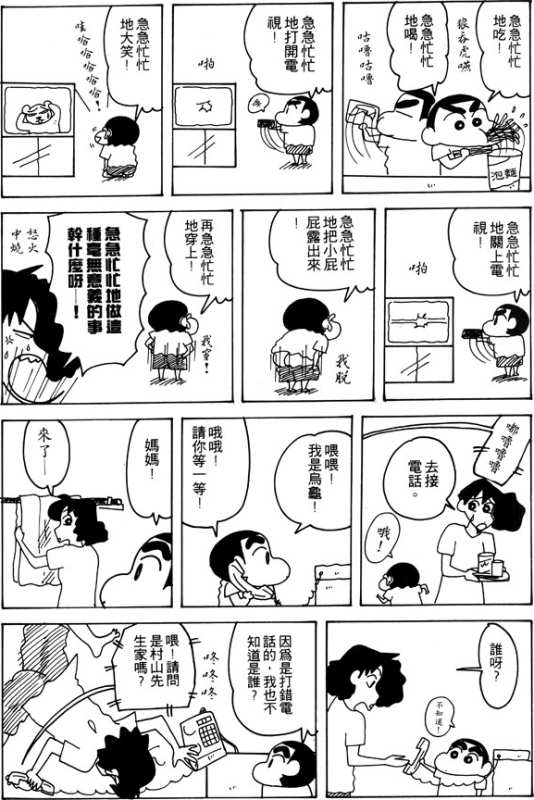 急急忙忙
地吃！
狼吞虎嚥
泡麵
急急忙忙
地喝！
咕嚕咕嚕
急急忙忙
地打開電
視！
啪
急急忙忙
地大笑！
哇哈哈哈哈哈！
急急忙忙
地關上電
視！
啪
急急忙忙
地把小屁
屁露出來
！
我脫
再急急忙忙
地穿上！
我穿！
急急忙忙地做這
種毫無意義的事
幹什麼呀—！
怒火
中燒
嘟嚕嚕嚕
去接
電話。
哦！
喂喂！
我是烏龜！
哦哦！
請你等一等！
媽媽！
來了—
誰呀？
不知道！
因為是打錯電
話的，我也不
知道是誰？
咚、咚、咚
喂！請問
是村山先
生家嗎？